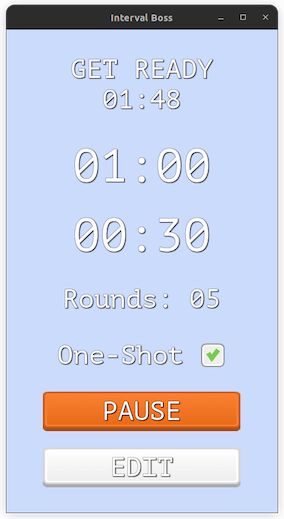 Interval Boss
GET READY
01:48
01:00
00:30
Rounds: 05
One-Shot
PAUSE
EDIT